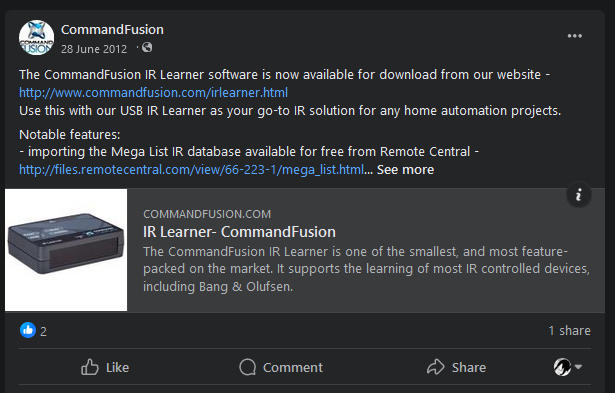 COMMAND
FUSION
CommandFusion
28 June 2012 ·
The CommandFusion IR Learner software is now available for download from our website -
http://www.commandfusion.com/irlearner.html
Use this with our USB IR Learner as your go-to IR solution for any home automation projects.
Notable features:
- importing the Mega List IR database available for free from Remote Central -
http://files.remotecentral.com/view/66-223-1/mega_list.html... See more
COMMANDFUSION.COM
IR Learner- CommandFusion
The CommandFusion IR Learner is one of the smallest, and most feature-
packed on the market. It supports the learning of most IR controlled devices,
including Bang & Olufsen.
2
1 share
Like
Comment
Share